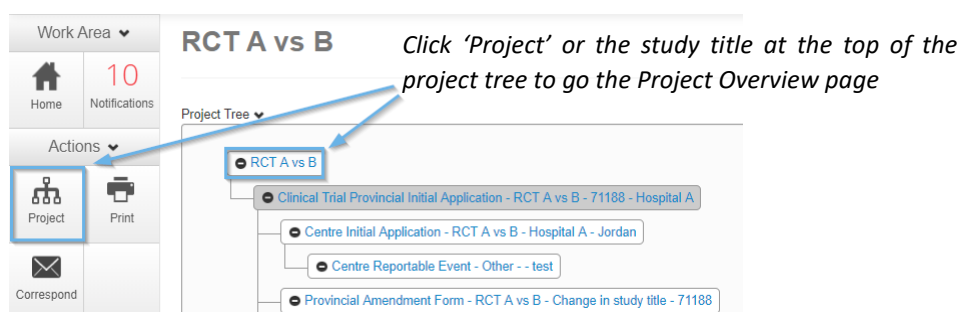 Work Area
RCT A vs B
Click ‘Project’ or the study title at the top of the
project tree to go the Project Overview page
10
Home
Notifications
Project Tree
Actions
RCT A vs B
Clinical Trial Provincial Initial Application - RCT A vs B - 71188 - Hospital A
Project
Print
Centre Initial Application - RCT A vs B - Hospital A - Jordan
Centre Reportable Event - Other - - test
Correspond
Provincial Amendment Form - RCT A vs B - Change in study title - 71188